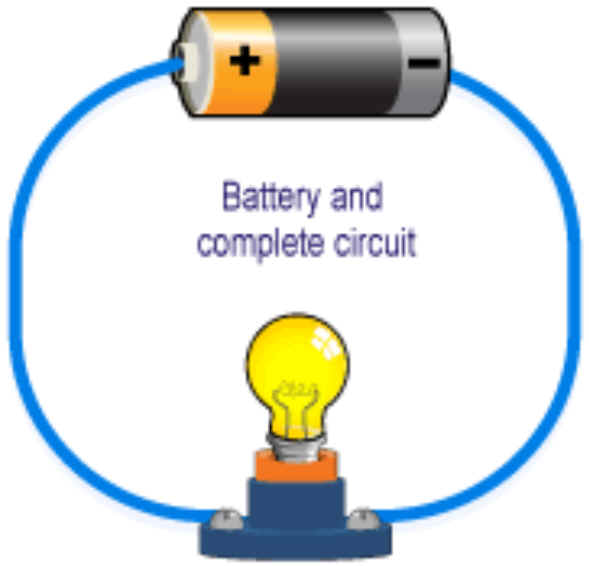 + −
Battery and
complete circuit